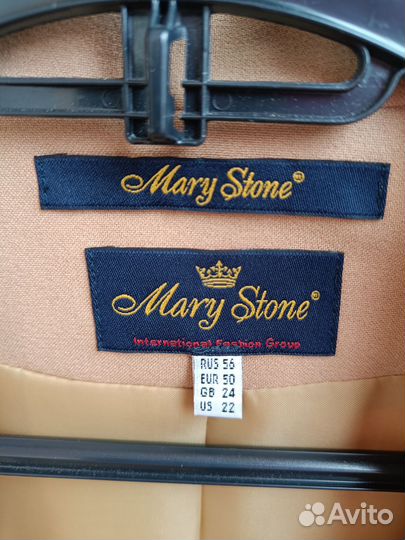 Mary Stone®
Mary Stone®
International Fashion Group
RUS 56
EUR 50
GB 24
US 22
Avito